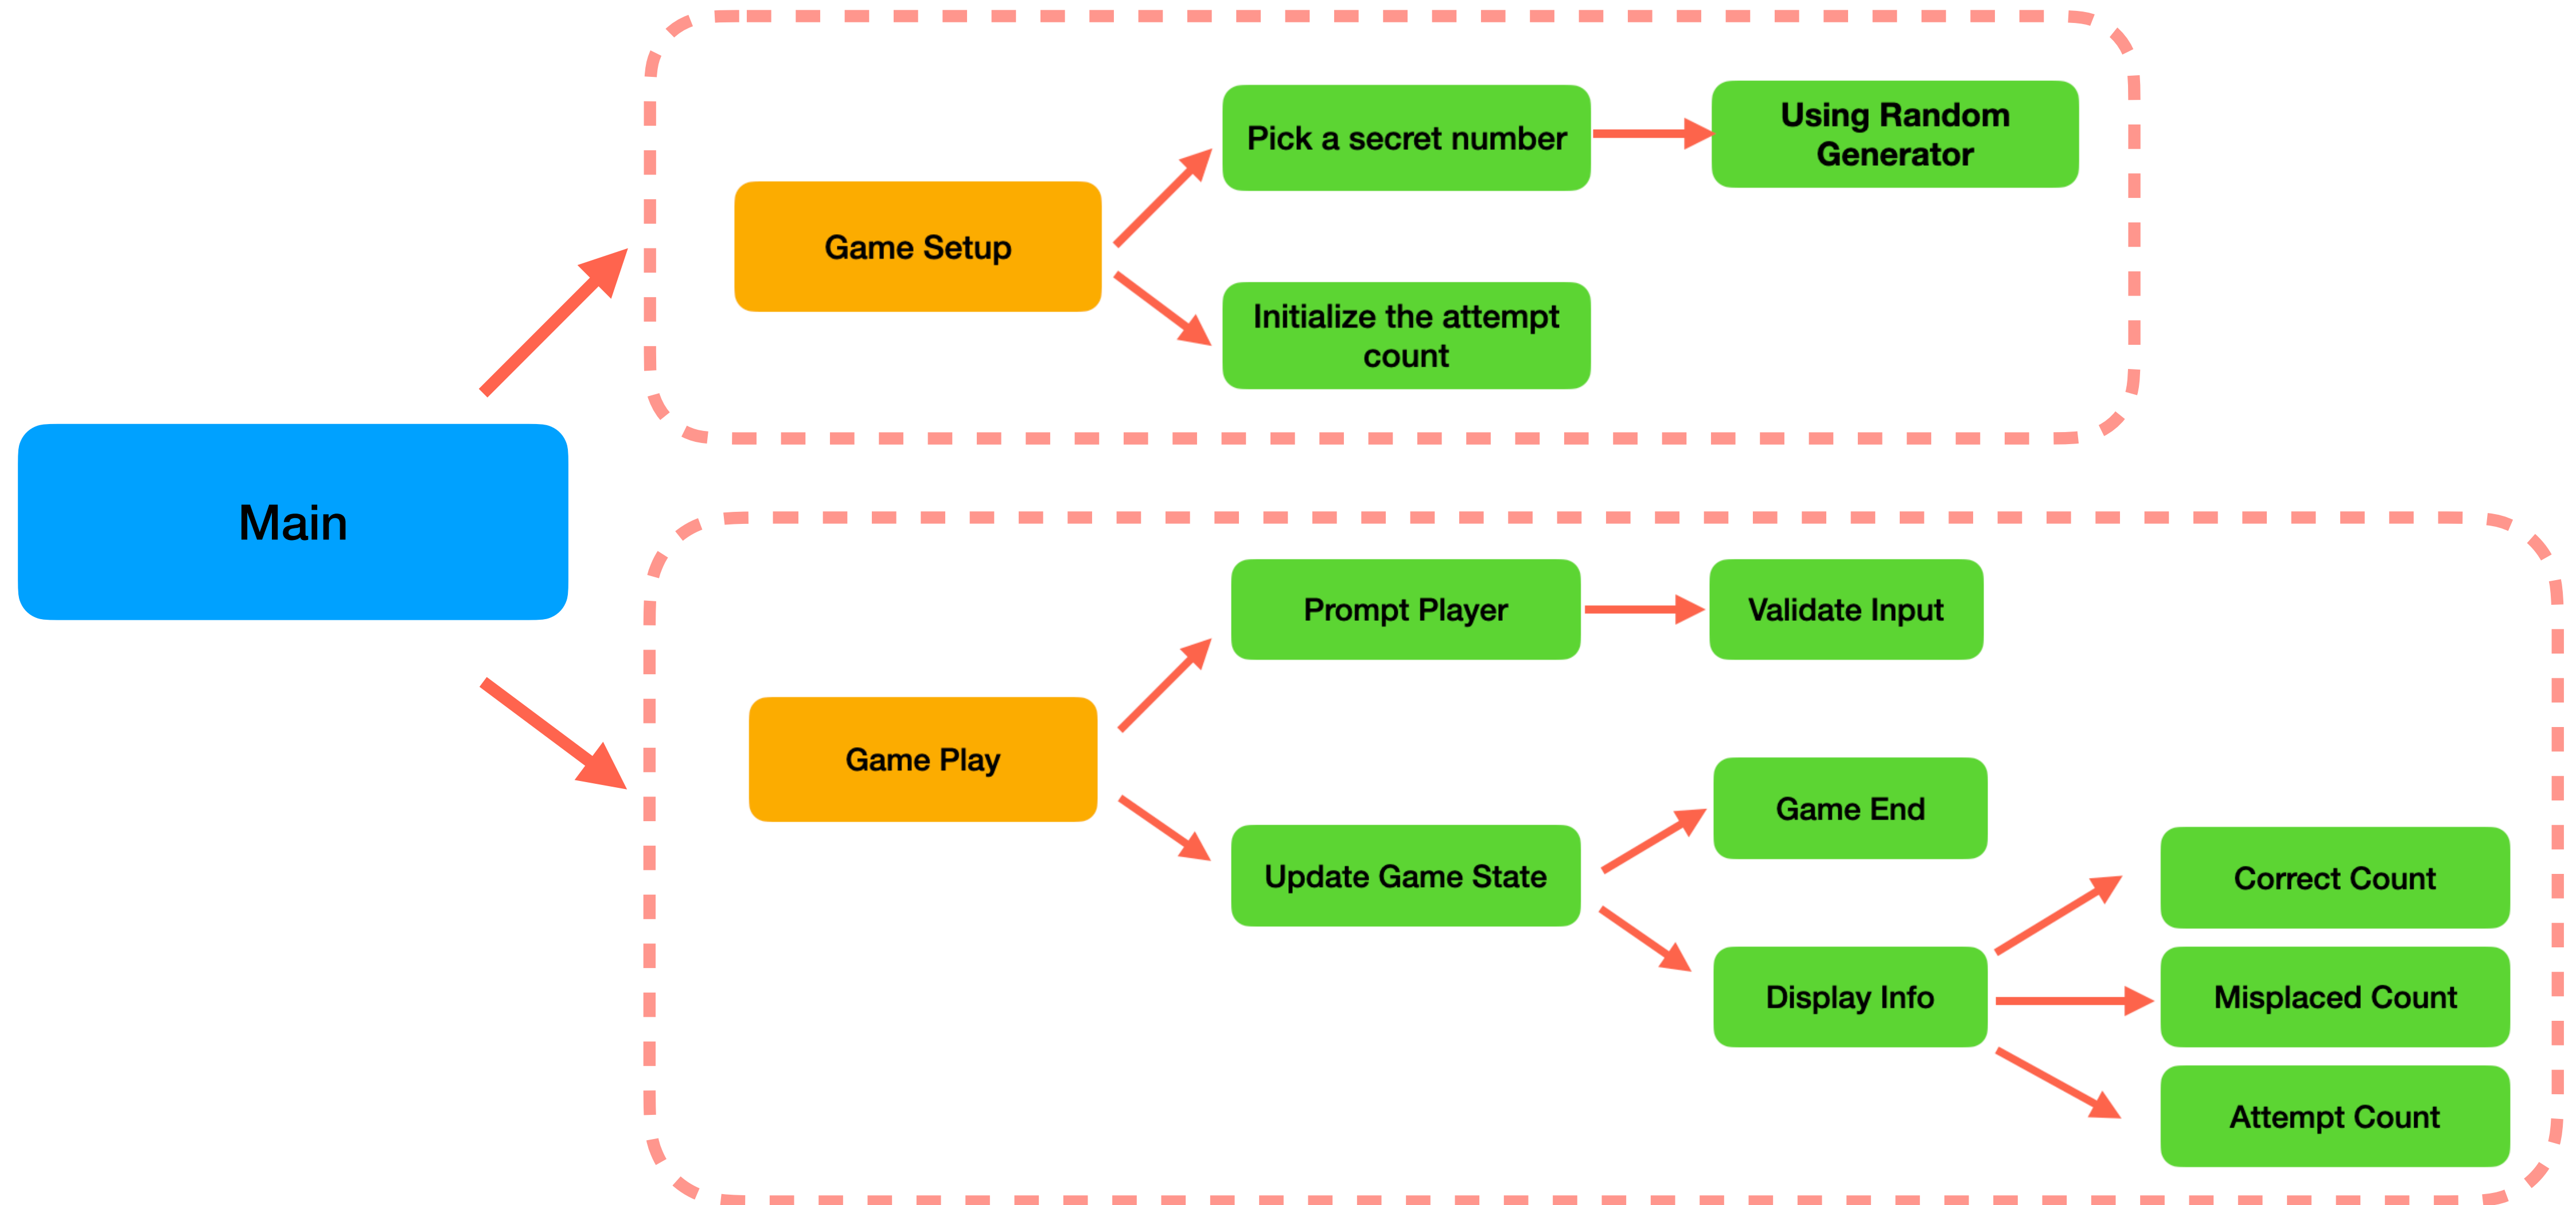 Main
Game Setup
Pick a secret number
Using Random
Generator
Initialize the attempt
count
Game Play
Prompt Player
Validate Input
Update Game State
Game End
Display Info
Correct Count
Misplaced Count
Attempt Count